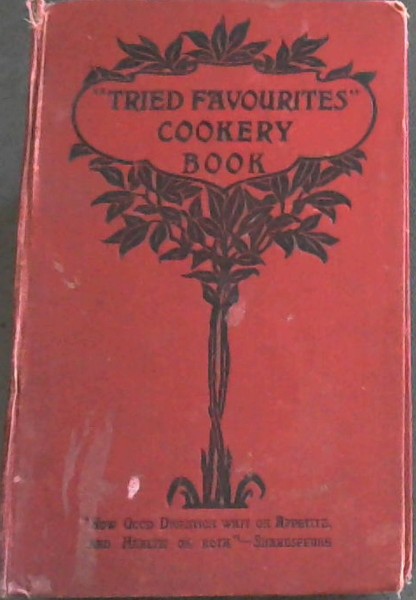 "TRIED FAVOURITES"
COOKERY
BOOK
"NOW GOOD DIGESTION WAIT ON APPETITE,
AND HEALTH ON BOTH"—SHAKESPEARE